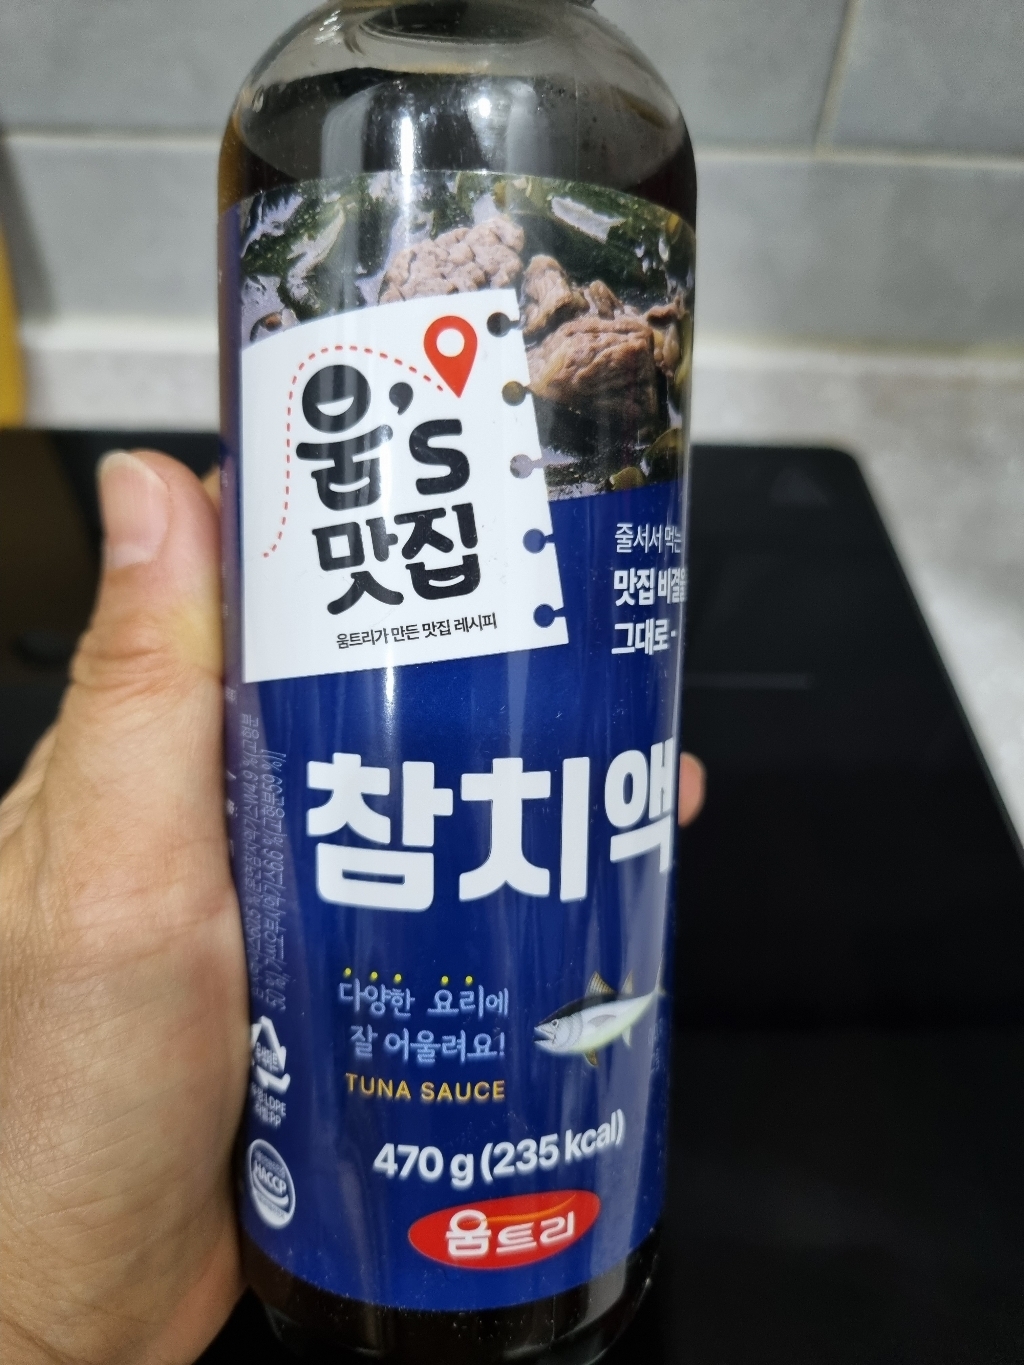 움's
맛집
움트리가 만든 맛집 레시피
줄서서 먹는
맛집 비결을
그대로
참치액
다양한 요리에
잘 어울려요!
TUNA SAUCE
470 g (235 kcal)
움트리
HACCP